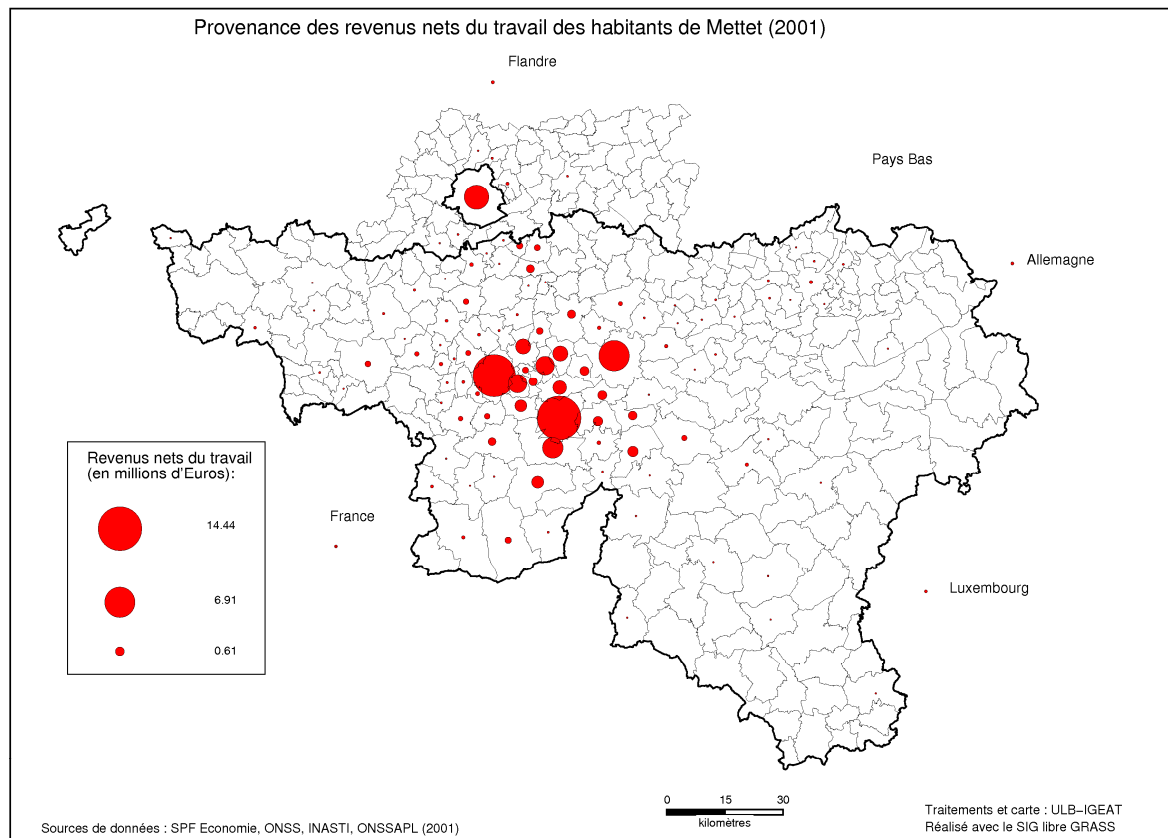 Provenance des revenus nets du travail des habitants de Mettet (2001)
Flandre
Pays Bas
Allemagne
Revenus nets du travail
(en millions d'Euros):
14.44
6.91
0.61
France
Luxembourg
0 15 30
kilomètres
Sources de données : SPF Economie, ONSS, INASTI, ONSSAPL (2001)
Traitements et carte : ULB–IGEAT
Réalisé avec le SIG libre GRASS